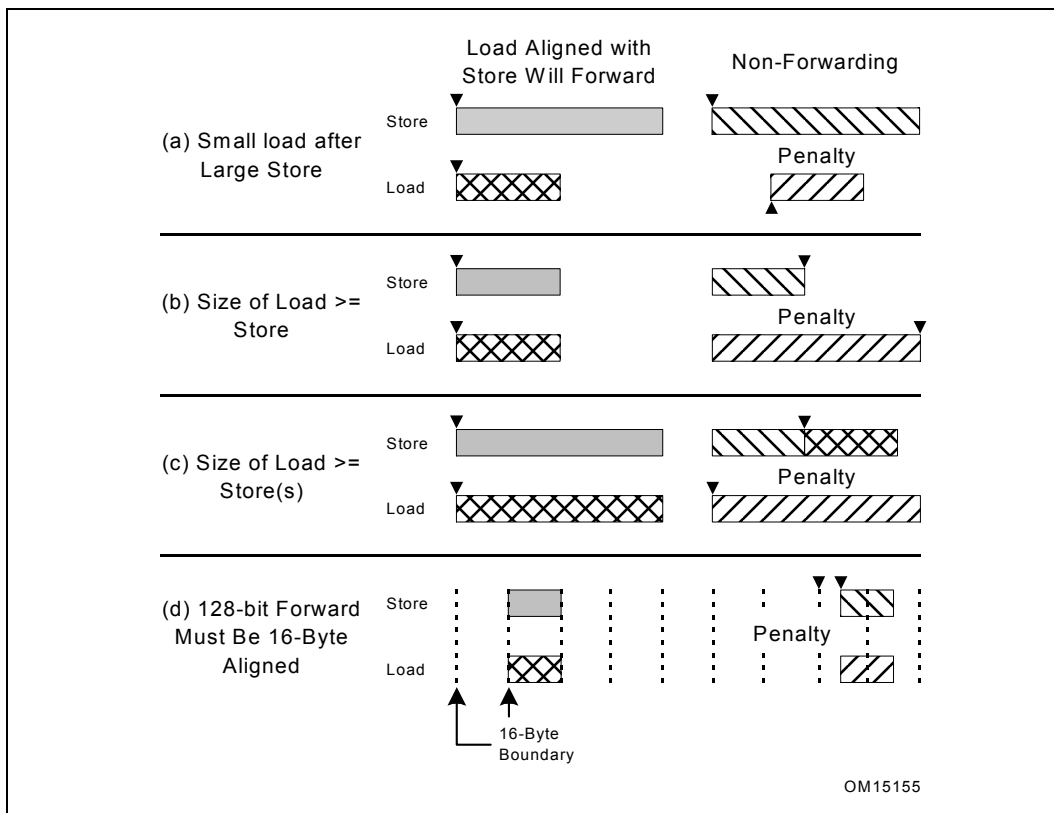 Load Aligned with
Store Will Forward
Non-Forwarding
(a) Small load after
Large Store
Store
Load
Penalty
(b) Size of Load >=
Store
Store
Load
Penalty
(c) Size of Load >=
Store(s)
Store
Load
Penalty
(d) 128-bit Forward
Must Be 16-Byte
Aligned
Store
Load
Penalty
16-Byte
Boundary
OM15155